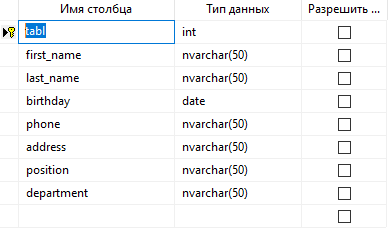 Имя столбца Тип данных Разрешить ...
tabl int
first_name nvarchar(50)
last_name nvarchar(50)
birthday date
phone nvarchar(50)
address nvarchar(50)
position nvarchar(50)
department nvarchar(50)